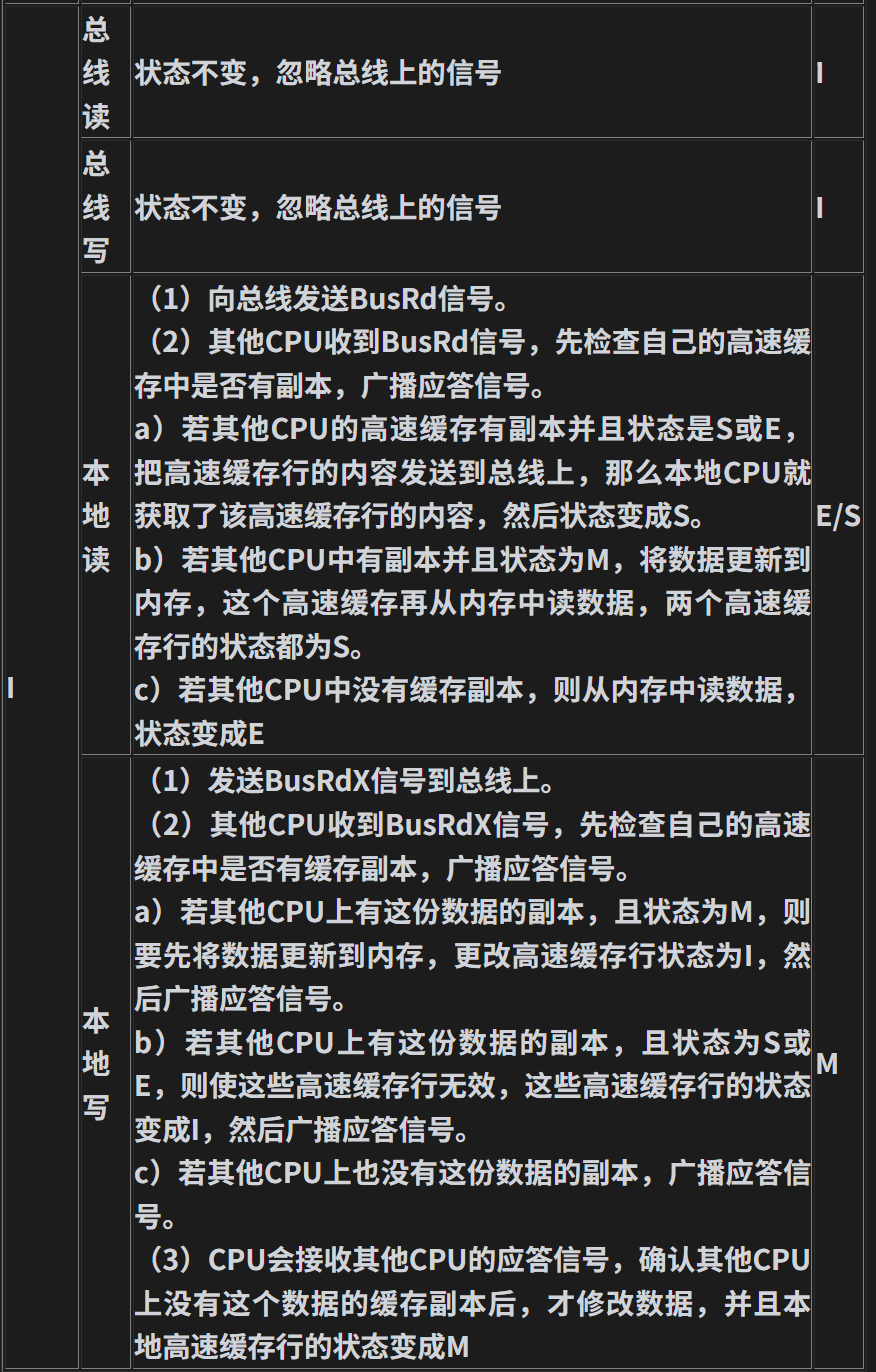 总
线
读
状态不变，忽略总线上的信号
I
总
线
写
状态不变，忽略总线上的信号
I
I
本
地
读
（1）向总线发送BusRd信号。
（2）其他CPU收到BusRd信号，先检查自己的高速缓
存中是否有副本，广播应答信号。
a）若其他CPU的高速缓存有副本并且状态是S或E，
把高速缓存行的内容发送到总线上，那么本地CPU就
获取了该高速缓存行的内容，然后状态变成S。
b）若其他CPU中有副本并且状态为M，将数据更新到
内存，这个高速缓存再从内存中读数据，两个高速缓
存行的状态都为S。
c）若其他CPU中没有缓存副本，则从内存中读数据，
状态变成E
E/S
本
地
写
（1）发送BusRdX信号到总线上。
（2）其他CPU收到BusRdX信号，先检查自己的高速
缓存中是否有缓存副本，广播应答信号。
a）若其他CPU上有这份数据的副本，且状态为M，则
要先将数据更新到内存，更改高速缓存行状态为I，然
后广播应答信号。
b）若其他CPU上有这份数据的副本，且状态为S或
E，则使这些高速缓存行无效，这些高速缓存行的状态
变成I，然后广播应答信号。
c）若其他CPU上也没有这份数据的副本，广播应答信
号。
（3）CPU会接收其他CPU的应答信号，确认其他CPU
上没有这个数据的缓存副本后，才修改数据，并且本
地高速缓存行的状态变成M
M